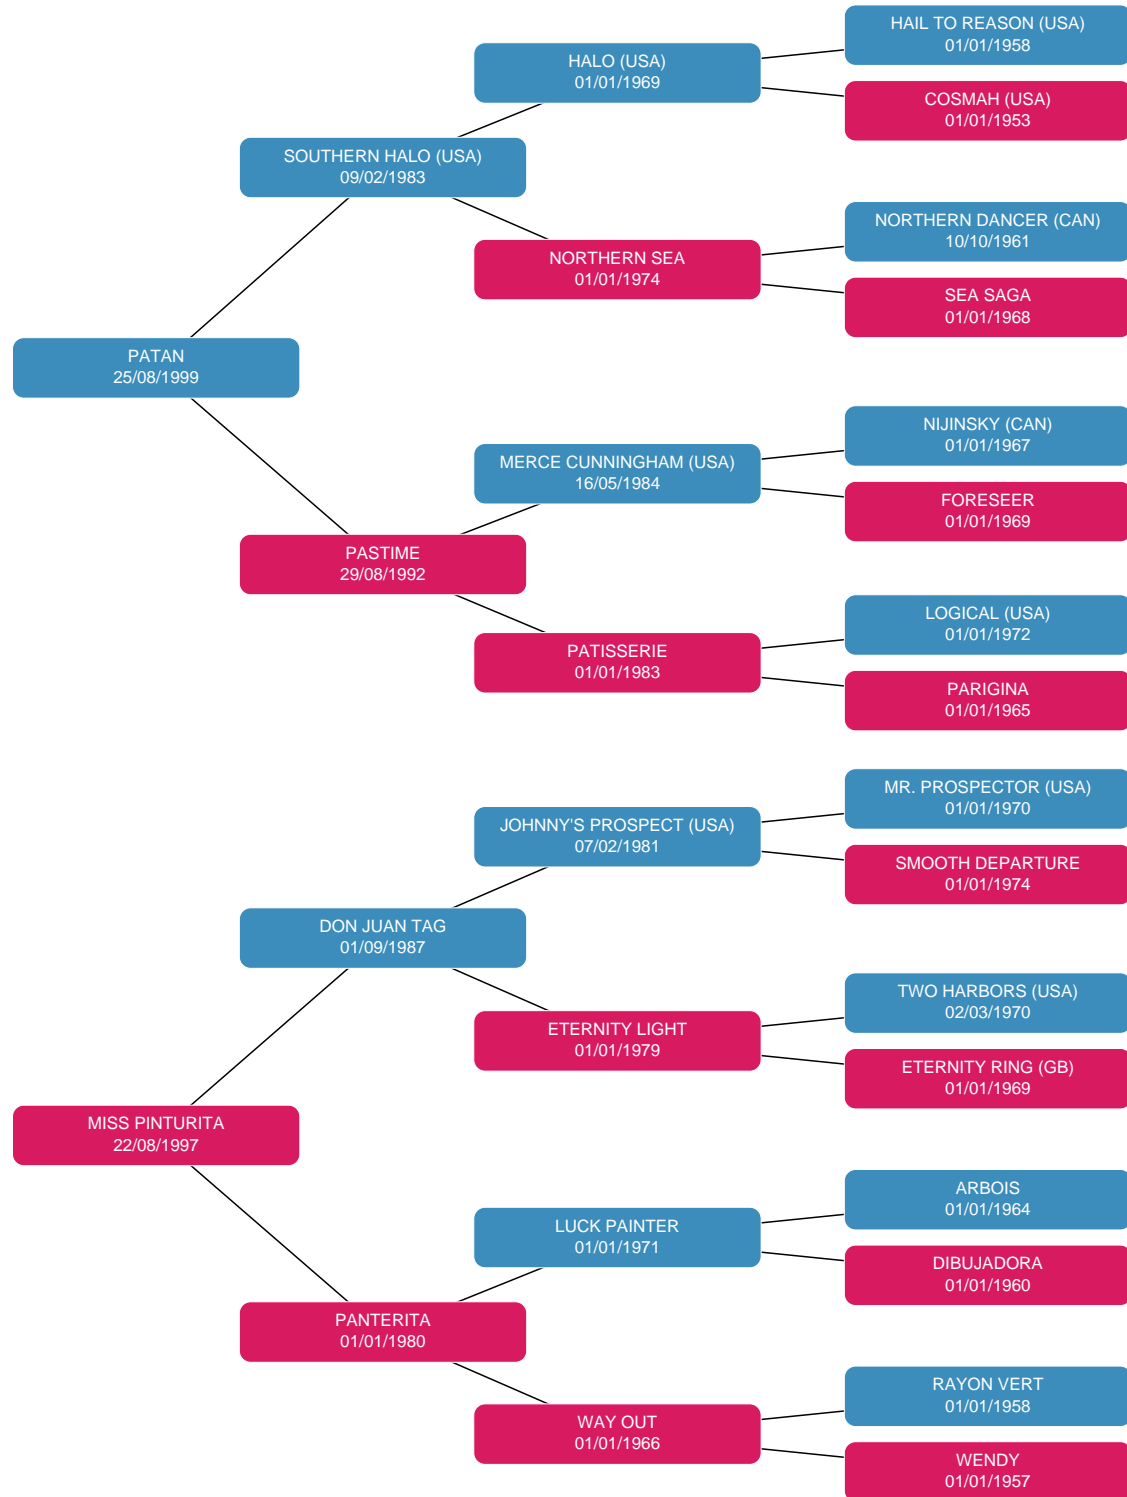 HAIL TO REASON (USA)
01/01/1958
HALO (USA)
01/01/1969
COSMAH (USA)
01/01/1953
SOUTHERN HALO (USA)
09/02/1983
NORTHERN DANCER (CAN)
10/10/1961
NORTHERN SEA
01/01/1974
SEA SAGA
01/01/1968
PATAN
25/08/1999
NIJINSKY (CAN)
01/01/1967
MERCE CUNNINGHAM (USA)
16/05/1984
FORESEER
01/01/1969
PASTIME
29/08/1992
LOGICAL (USA)
01/01/1972
PATISSERIE
01/01/1983
PARIGINA
01/01/1965
MR. PROSPECTOR (USA)
01/01/1970
JOHNNY'S PROSPECT (USA)
07/02/1981
SMOOTH DEPARTURE
01/01/1974
DON JUAN TAG
01/09/1987
TWO HARBORS (USA)
02/03/1970
ETERNITY LIGHT
01/01/1979
ETERNITY RING (GB)
01/01/1969
MISS PINTURITA
22/08/1997
ARBOIS
01/01/1964
LUCK PAINTER
01/01/1971
DIBUJADORA
01/01/1960
PANTERITA
01/01/1980
RAYON VERT
01/01/1958
WAY OUT
01/01/1966
WENDY
01/01/1957